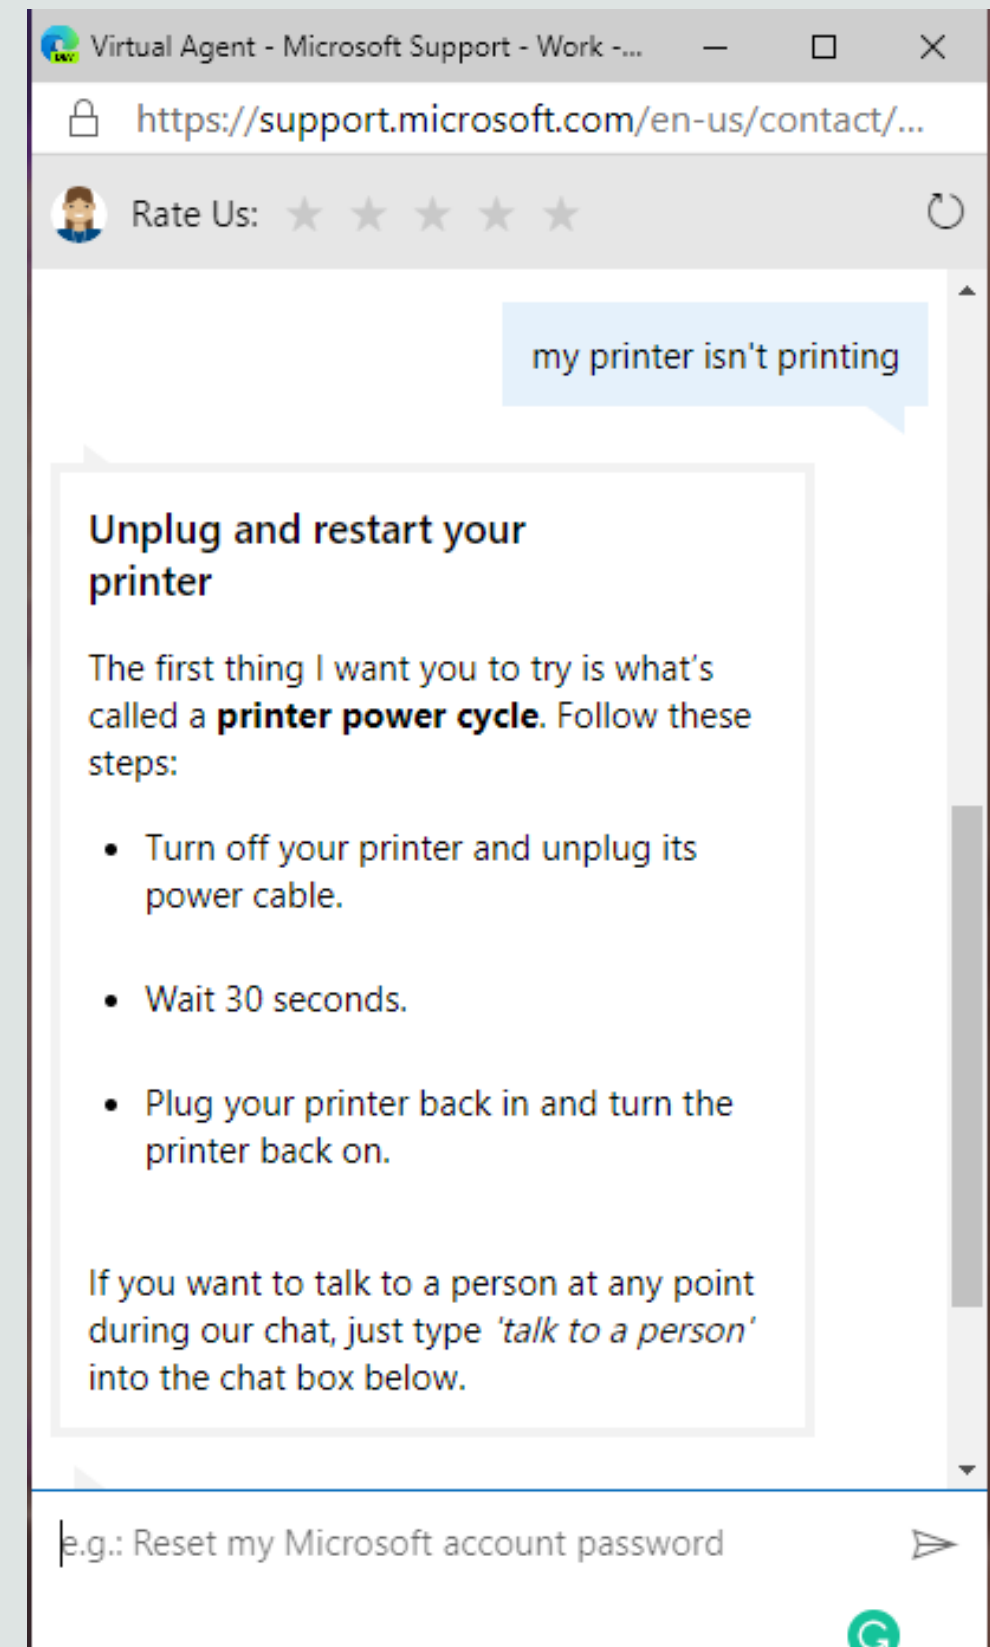 Virtual Agent - Microsoft Support - Work -...
https://support.microsoft.com/en-us/contact/...
Rate Us:
my printer isn't printing
Unplug and restart your
printer
The first thing I want you to try is what's
called a printer power cycle. Follow these
steps:
• Turn off your printer and unplug its
power cable.
• Wait 30 seconds.
• Plug your printer back in and turn the
printer back on.
If you want to talk to a person at any point
during our chat, just type 'talk to a person'
into the chat box below.
e.g.: Reset my Microsoft account password